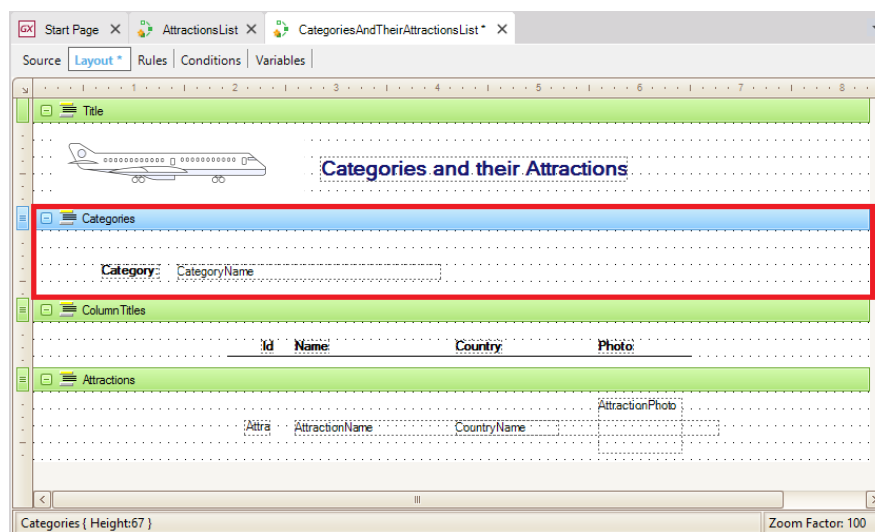 GX Start Page X AttractionsList X CategoriesAndTheirAttractionsList * X
Source Layout * Rules Conditions Variables
1 2 3 4 5 6 7 8
Title
Categories and their Attractions
Categories
Category: CategoryName
Column Titles
Id Name Country Photo
Attractions
AttractionPhoto
Attra AttractionName CountryName
Categories { Height:67 } Zoom Factor: 100